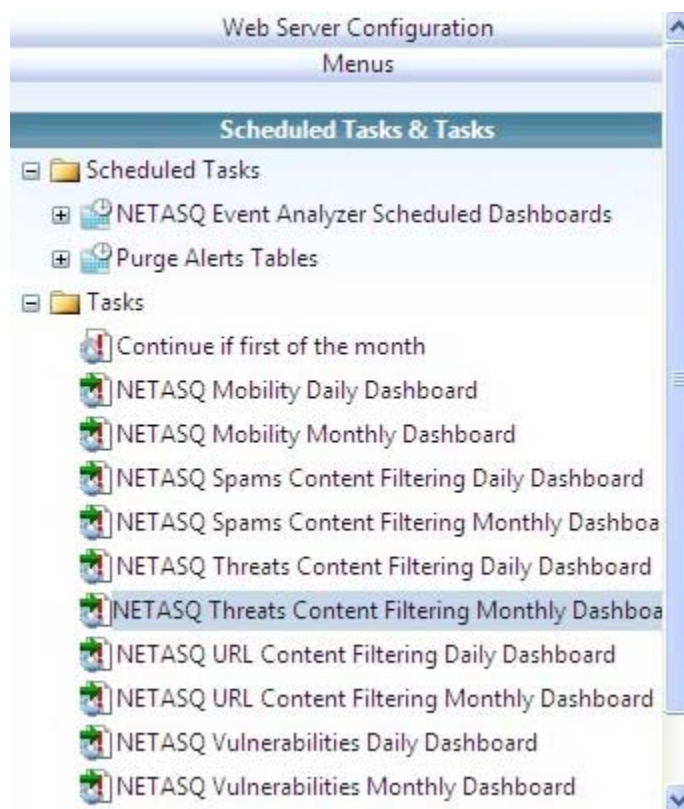 Web Server Configuration
Menus
Scheduled Tasks & Tasks
Scheduled Tasks
NETASQ Event Analyzer Scheduled Dashboards
Purge Alerts Tables
Tasks
Continue if first of the month
NETASQ Mobility Daily Dashboard
NETASQ Mobility Monthly Dashboard
NETASQ Spams Content Filtering Daily Dashboard
NETASQ Spams Content Filtering Monthly Dashboa
NETASQ Threats Content Filtering Daily Dashboard
NETASQ Threats Content Filtering Monthly Dashboa
NETASQ URL Content Filtering Daily Dashboard
NETASQ URL Content Filtering Monthly Dashboard
NETASQ Vulnerabilities Daily Dashboard
NETASQ Vulnerabilities Monthly Dashboard